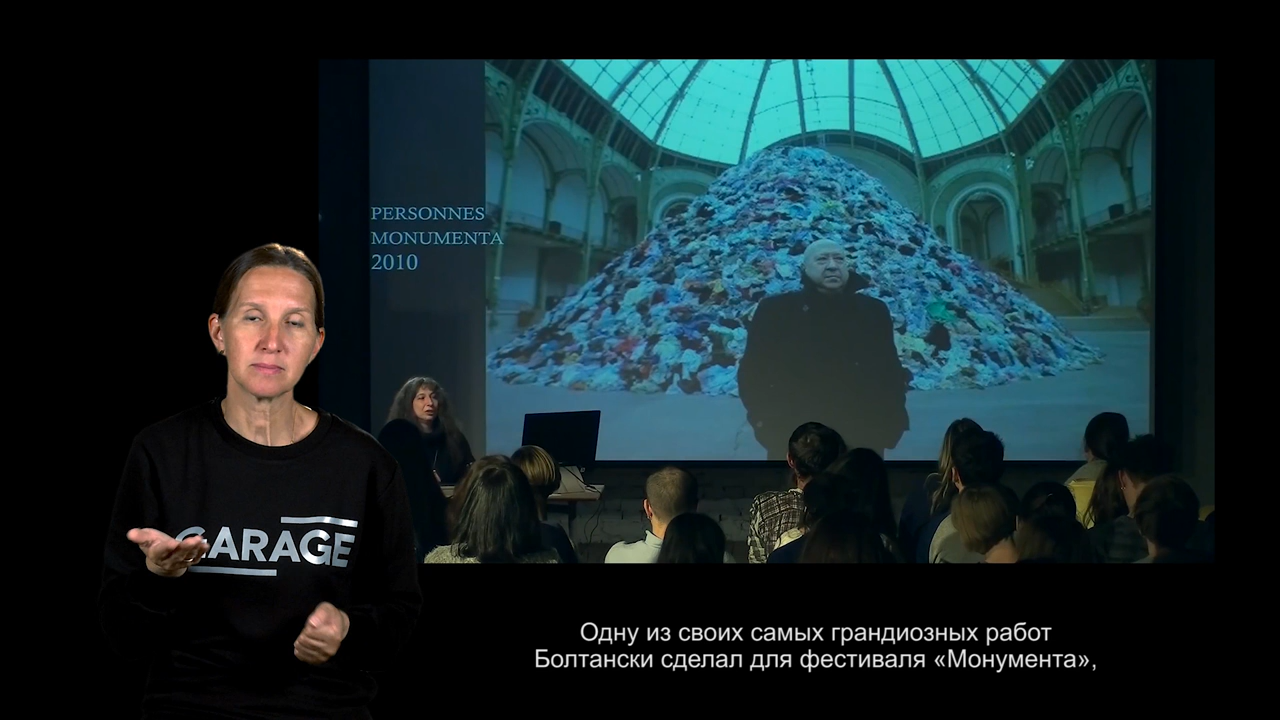 PERSONNES
MONUMENTA
2010
GARAGE
Одну из своих самых грандиозных работ
Болтански сделал для фестиваля «Монумента»,